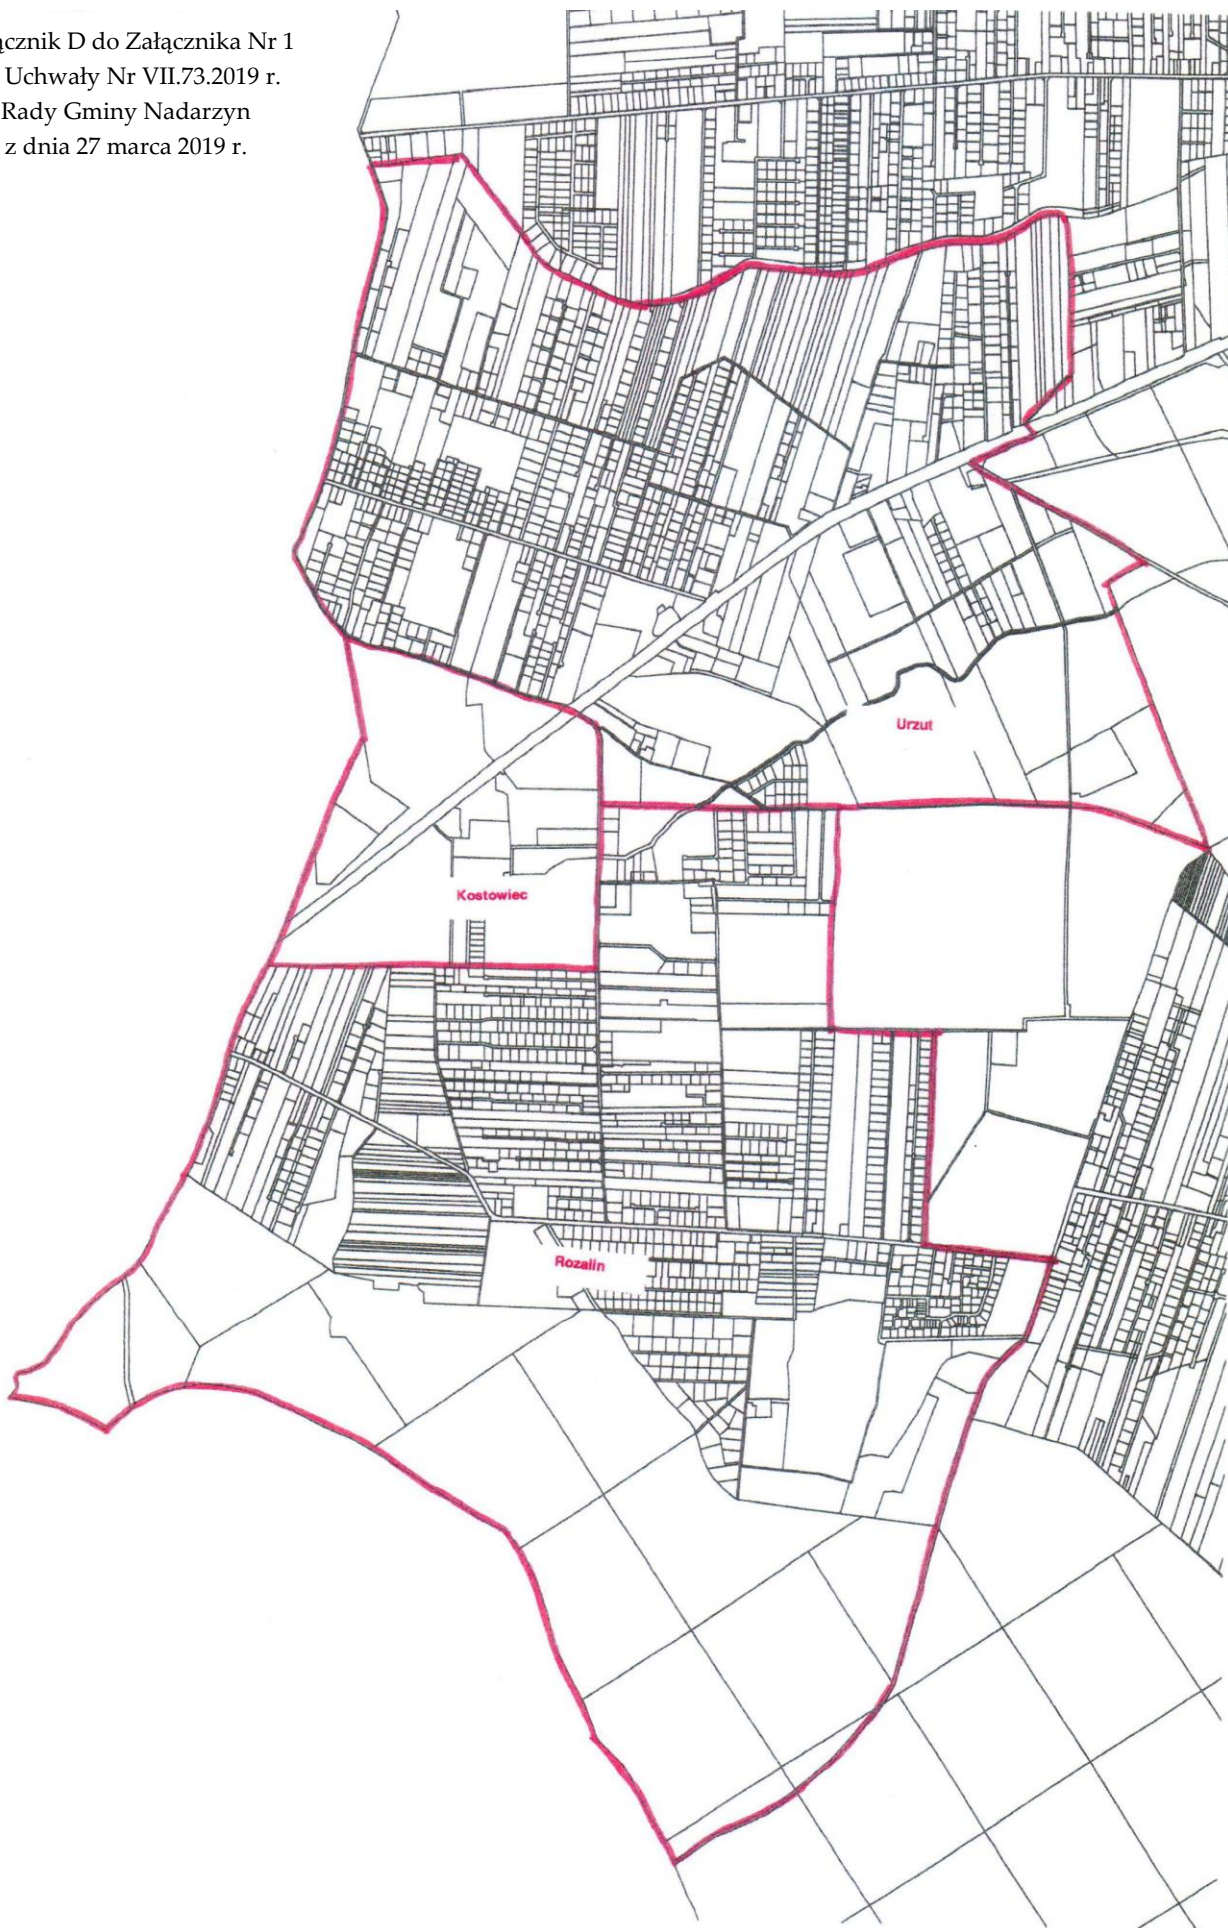 ącznik D do Załącznika Nr 1
Uchwały Nr VII.73.2019 r.
Rady Gminy Nadarzyn
z dnia 27 marca 2019 r.
Urzut
Kostowiec
Rozalin